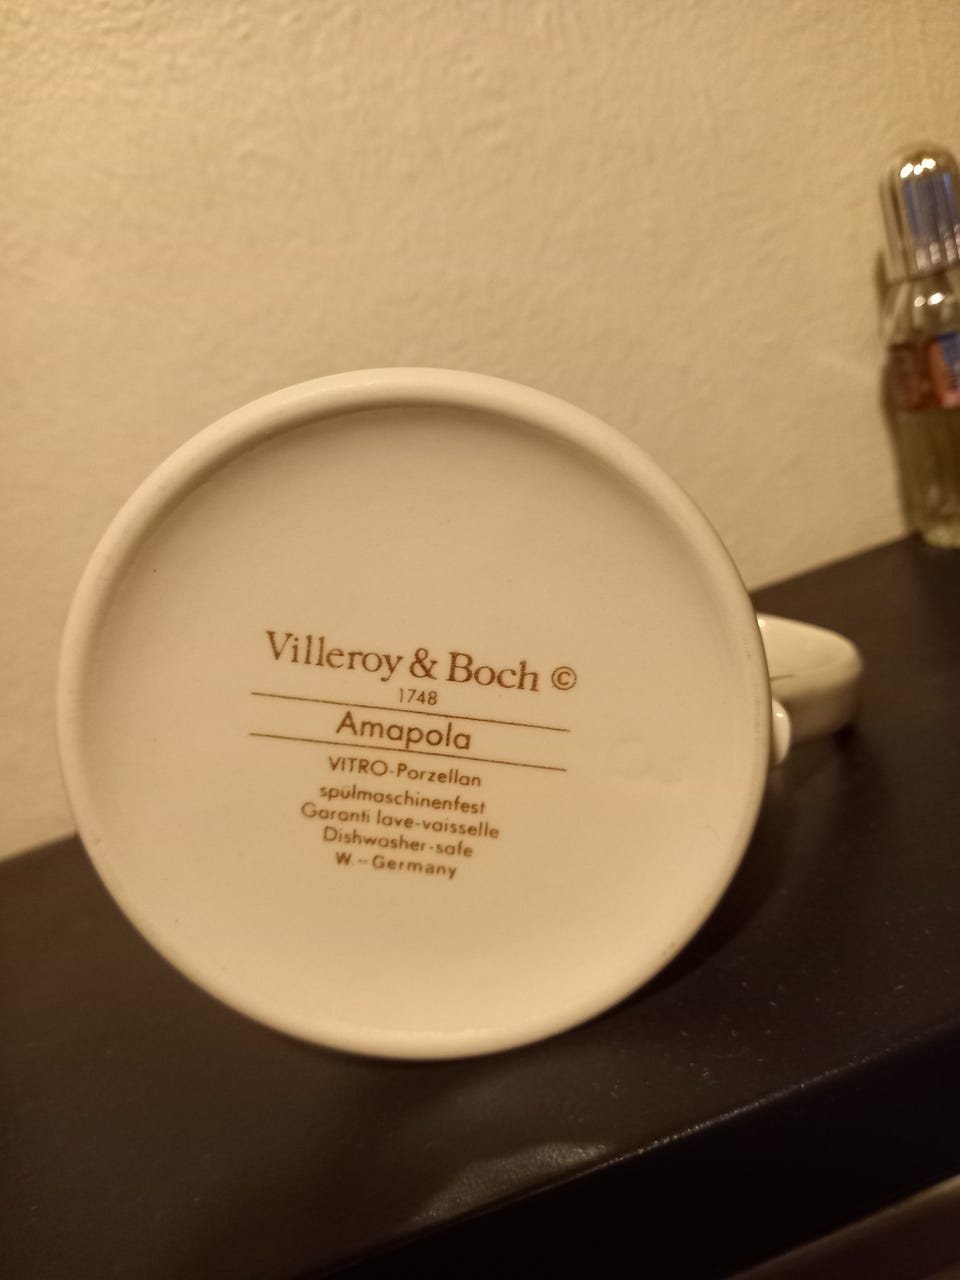 Villeroy & Boch ©
1748
Amapola
VITRO-Porzellan
spülmaschinenfest
Garanti lave-vaisselle
Dishwasher-safe
W.-Germany